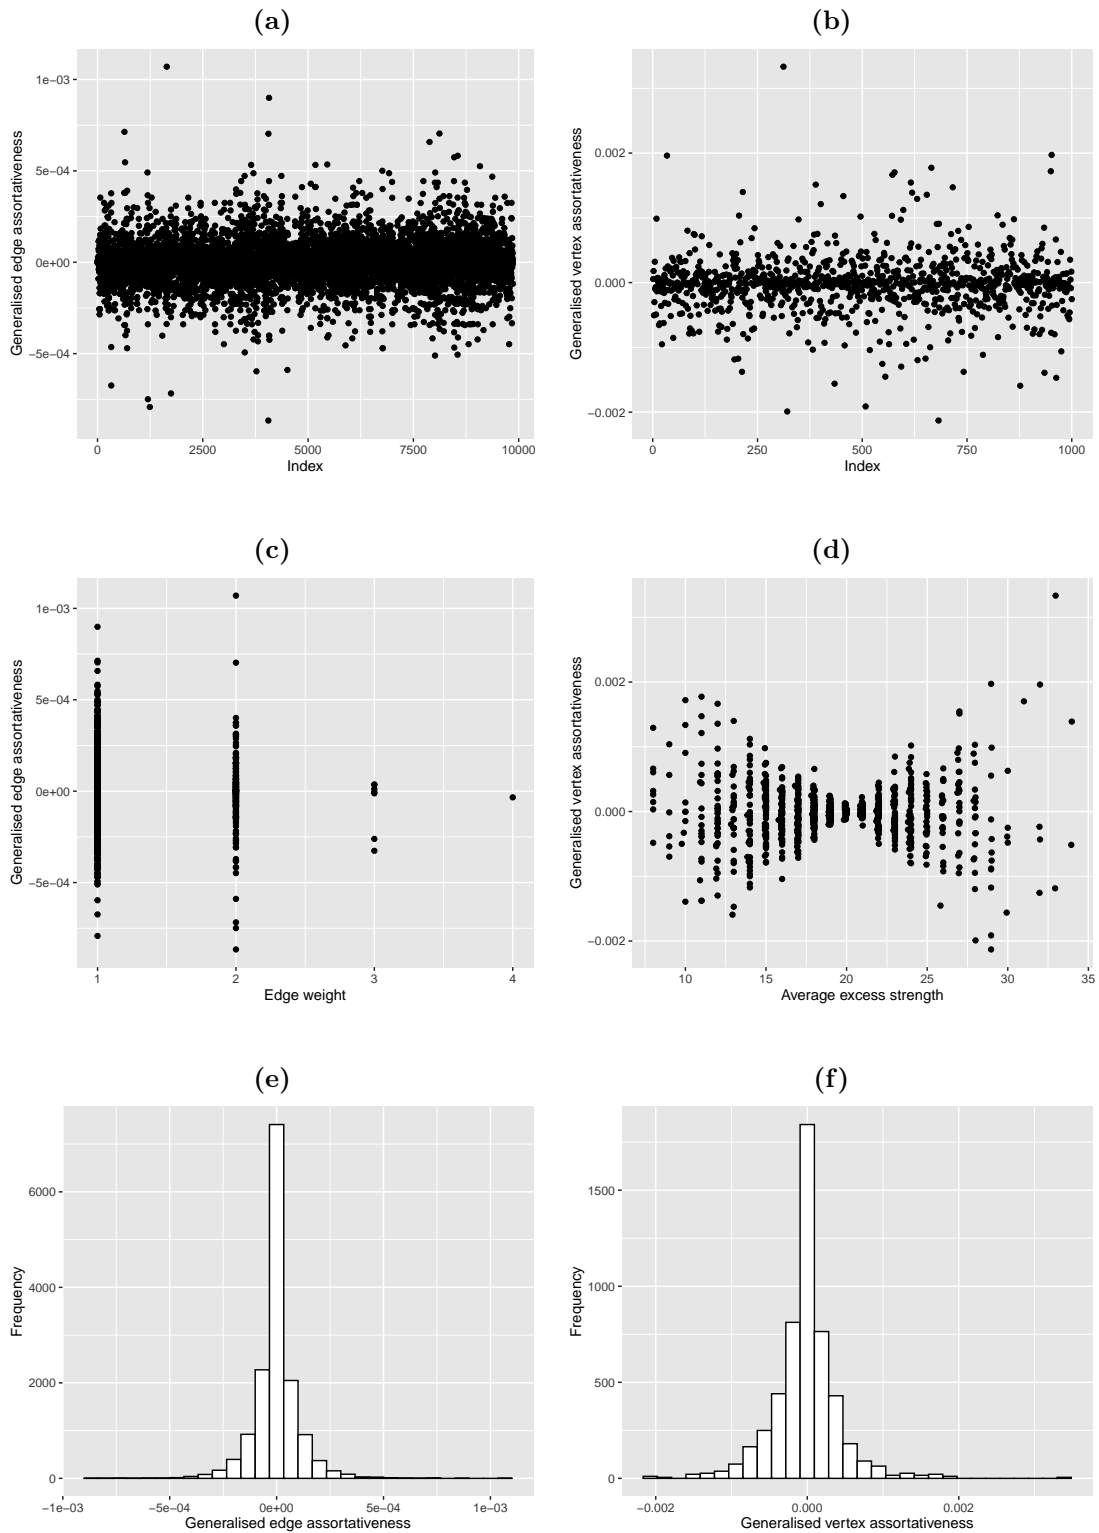 (a)
Generalised edge assortativeness
1e−03
5e−04
0e+00
−5e−04
0
2500
5000
7500
10000
Index
(b)
Generalised vertex assortativeness
0.002
0.000
−0.002
0
250
500
750
1000
Index
(c)
Generalised edge assortativeness
1e−03
5e−04
0e+00
−5e−04
1
2
3
4
Edge weight
(d)
Generalised vertex assortativeness
0.002
0.000
−0.002
10
15
20
25
30
35
Average excess strength
(e)
Frequency
6000
4000
2000
0
−1e−03
−5e−04
0e+00
5e−04
1e−03
Generalised edge assortativeness
(f)
Frequency
1500
1000
500
0
−0.002
0.000
0.002
Generalised vertex assortativeness